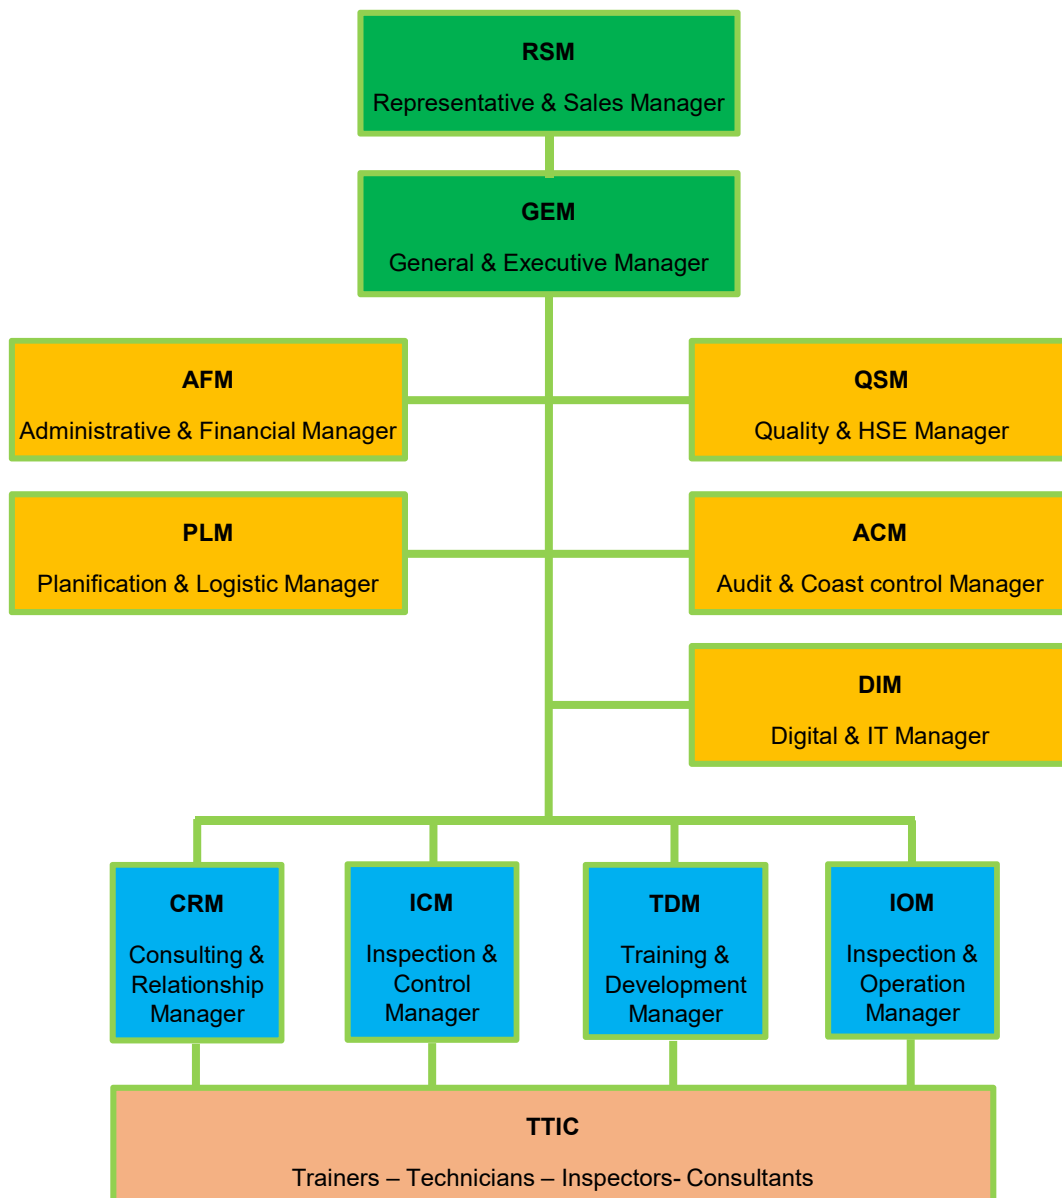 RSM
Representative & Sales Manager
GEM
General & Executive Manager
AFM
Administrative & Financial Manager
QSM
Quality & HSE Manager
PLM
Planification & Logistic Manager
ACM
Audit & Coast control Manager
DIM
Digital & IT Manager
CRM
Consulting &
Relationship
Manager
ICM
Inspection &
Control
Manager
TDM
Training &
Development
Manager
IOM
Inspection &
Operation
Manager
TTIC
Trainers – Technicians – Inspectors- Consultants